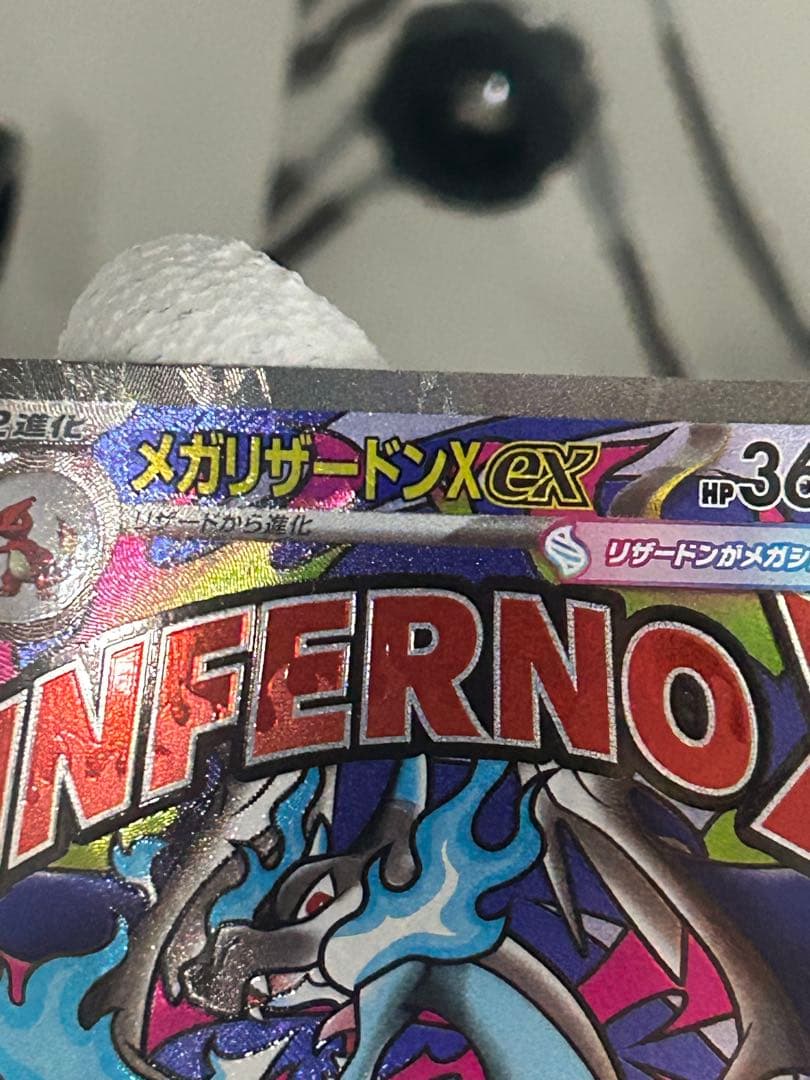 2進化
メガリザードンXex
HP36
リザードから進化
リザードンがメガシ
INFERNO X